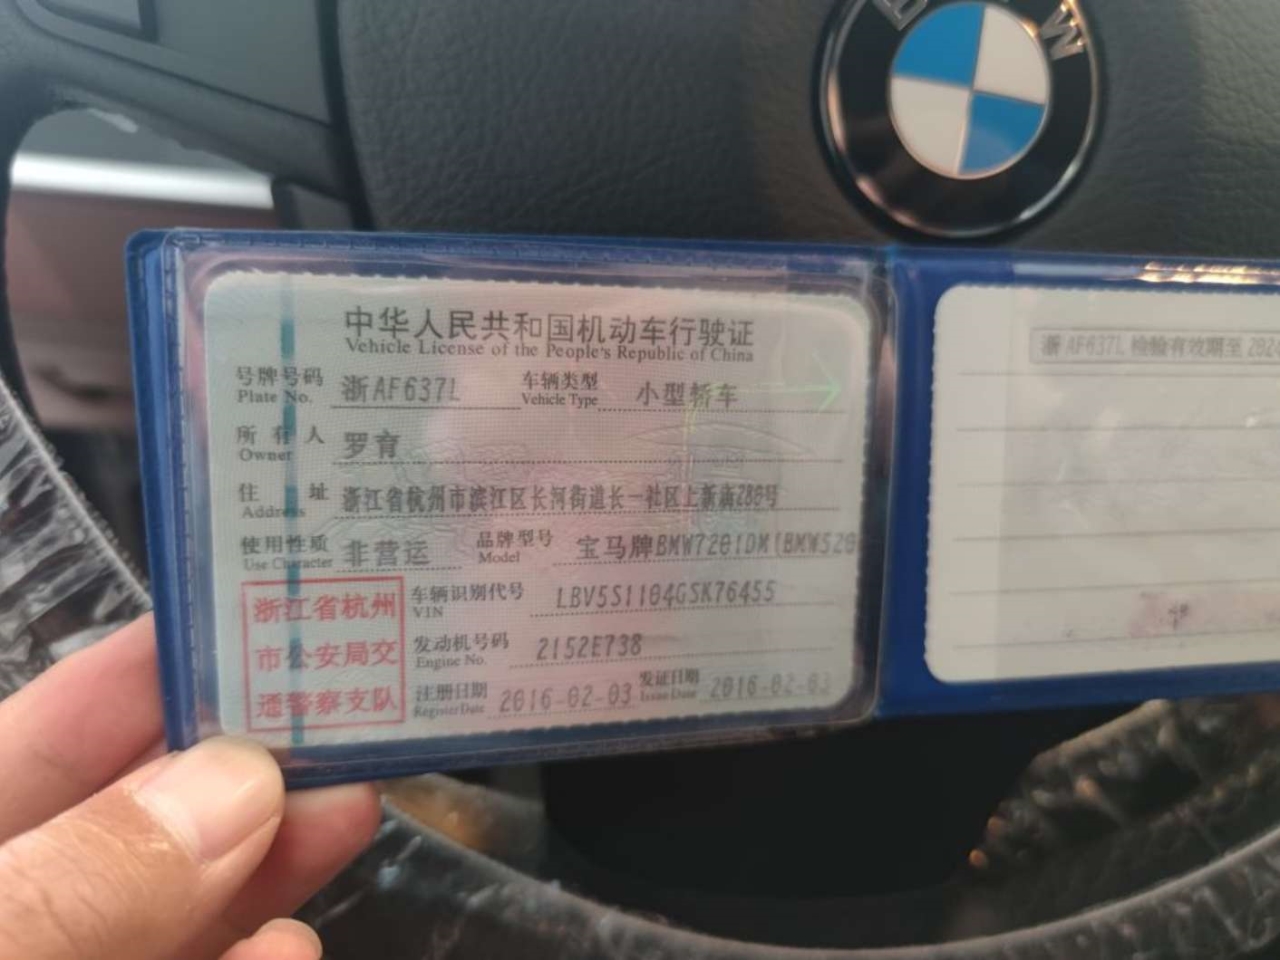 BMW
中华人民共和国机动车行驶证
Vehicle License of the People's Republic of China
号牌号码 浙AF637L 车辆类型 小型轿车
Plate No. Vehicle Type
所有人 罗育
Owner
住址 浙江省杭州市滨江区长河街道长一社区上新庙288号
Address
使用性质 非营运 品牌型号 宝马牌BMW7201DM(BMW520
Use Character Model
浙江省杭州
市公安局交
通警察支队
车辆识别代号 LBV5S1104GSK76455
VIN
发动机号码 2152E738
Engine No.
注册日期 2016-02-03 发证日期 2016-02-03
Register Date Issue Date
浙AF637L 检验有效期至 202